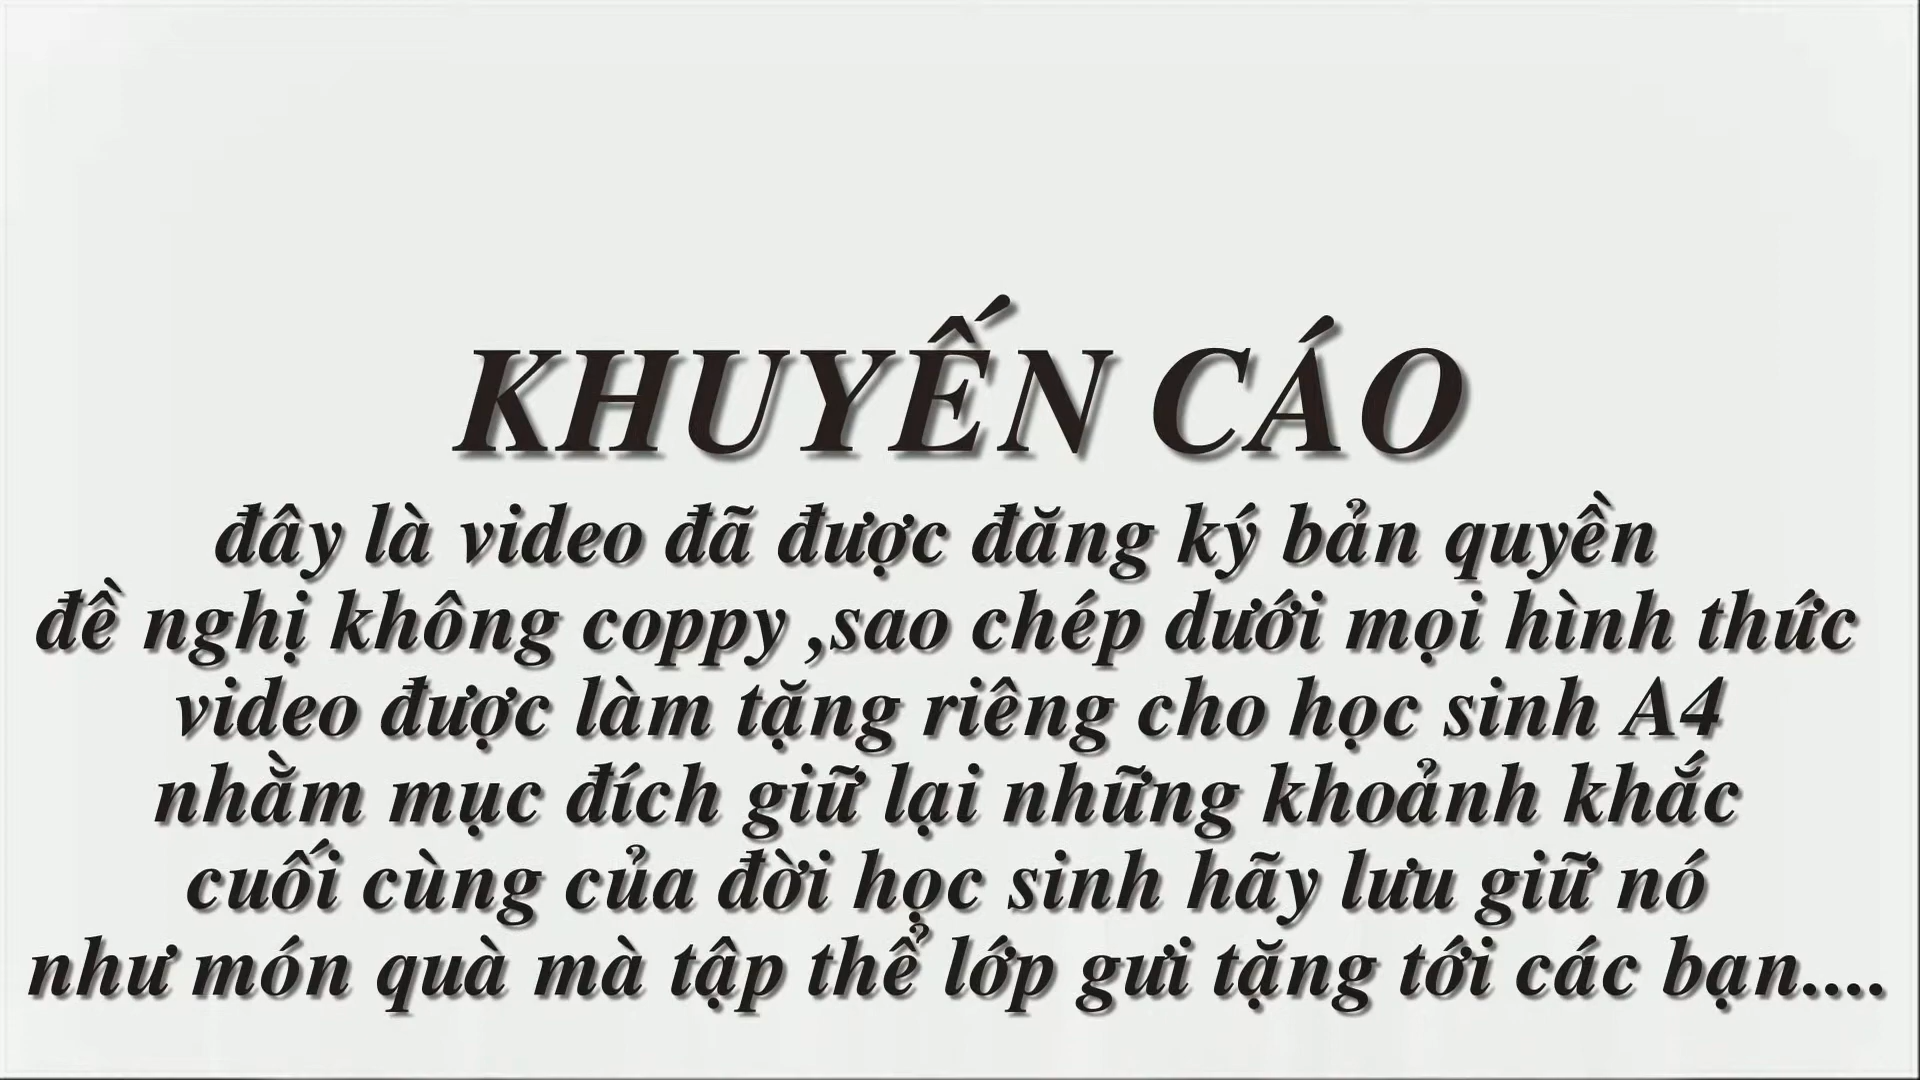 KHUYẾN CÁO
đây là video đã được đăng ký bản quyền
đề nghị không coppy ,sao chép dưới mọi hình thức
video được làm tặng riêng cho học sinh A4
nhằm mục đích giữ lại những khoảnh khắc
cuối cùng của đời học sinh hãy lưu giữ nó
như món quà mà tập thể lớp gưi tặng tới các bạn....